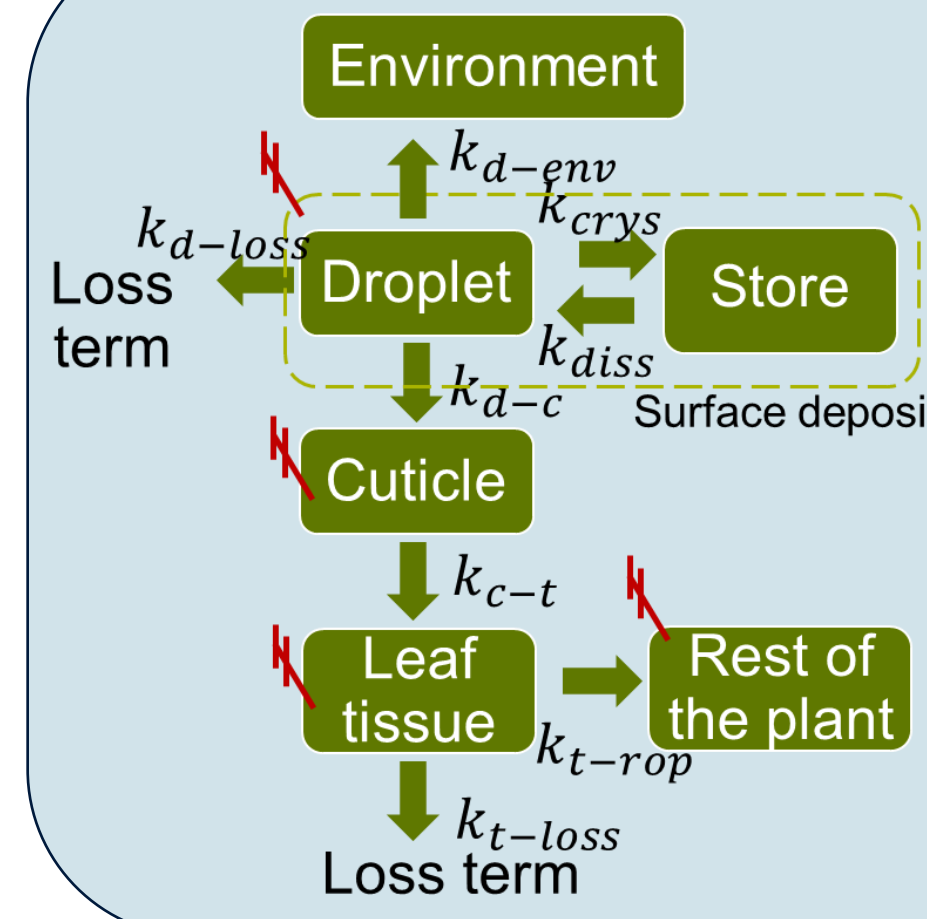 Environment
k_{d-env}
k_{crys}
k_{d-loss}
Loss
term
Droplet
Store
k_{diss}
k_{d-c}
Surface deposi
Cuticle
k_{c-t}
Leaf
tissue
Rest of
the plant
k_{t-rop}
k_{t-loss}
Loss term